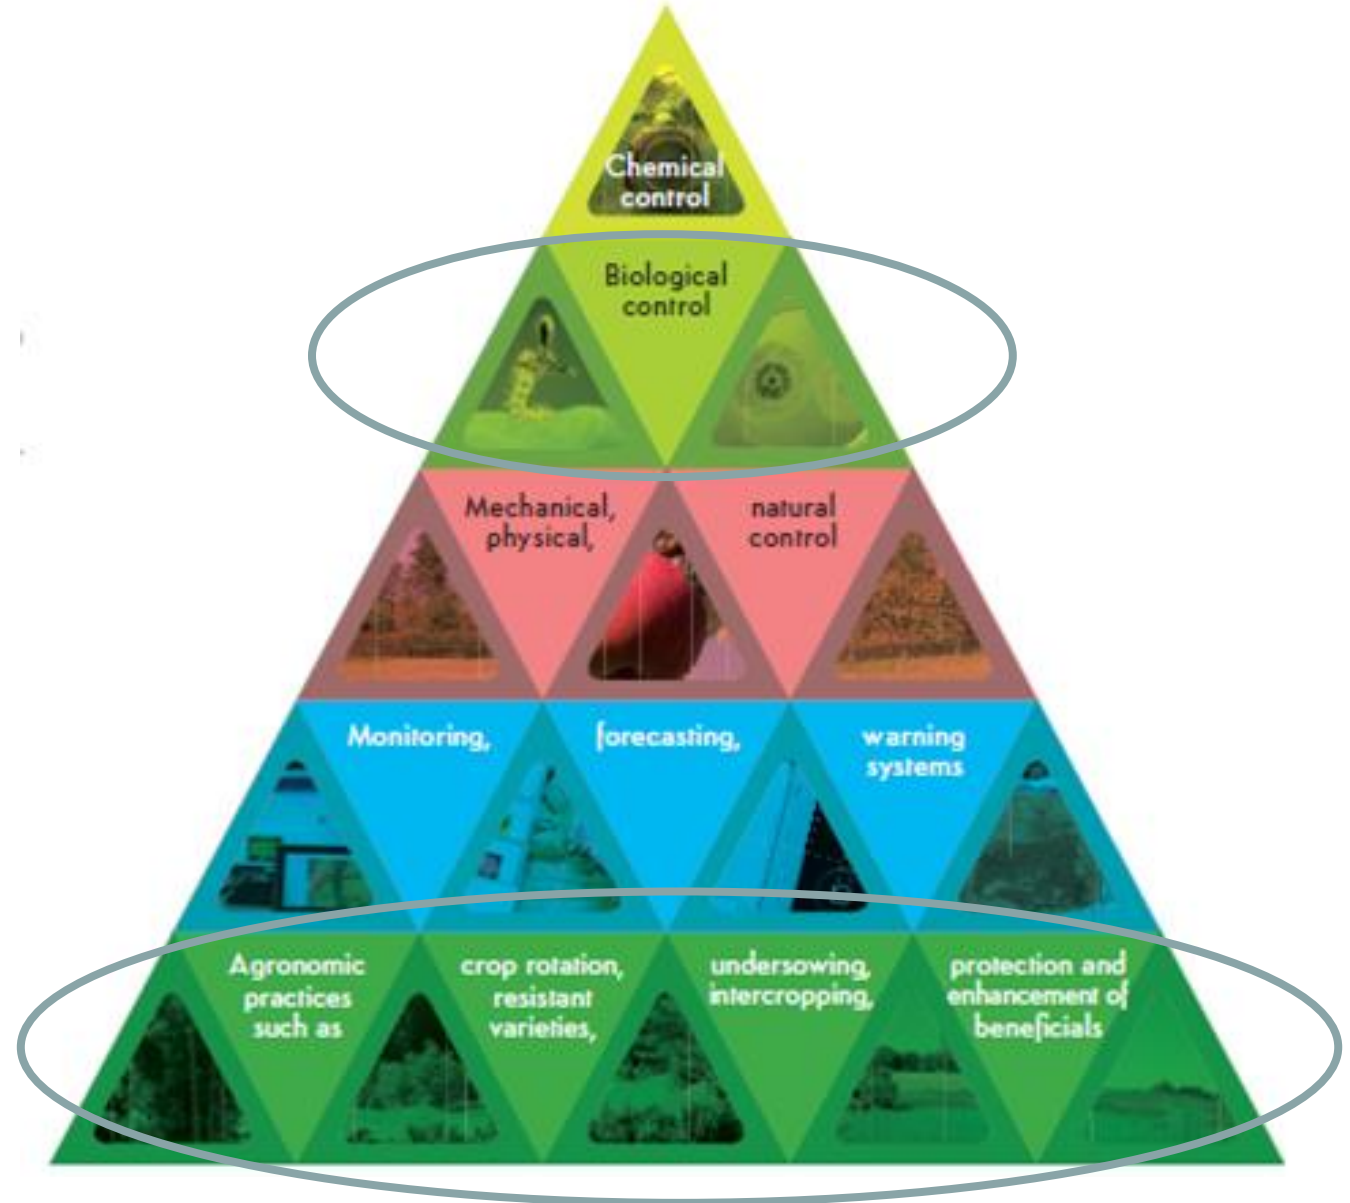 Chemical
control
Biological
control
Mechanical,
physical,
natural
control
Monitoring,
forecasting,
warning
systems
Agronomic
practices
such as
crop rotation,
resistant
varieties,
undersowing,
intercropping,
protection and
enhancement of
beneficials